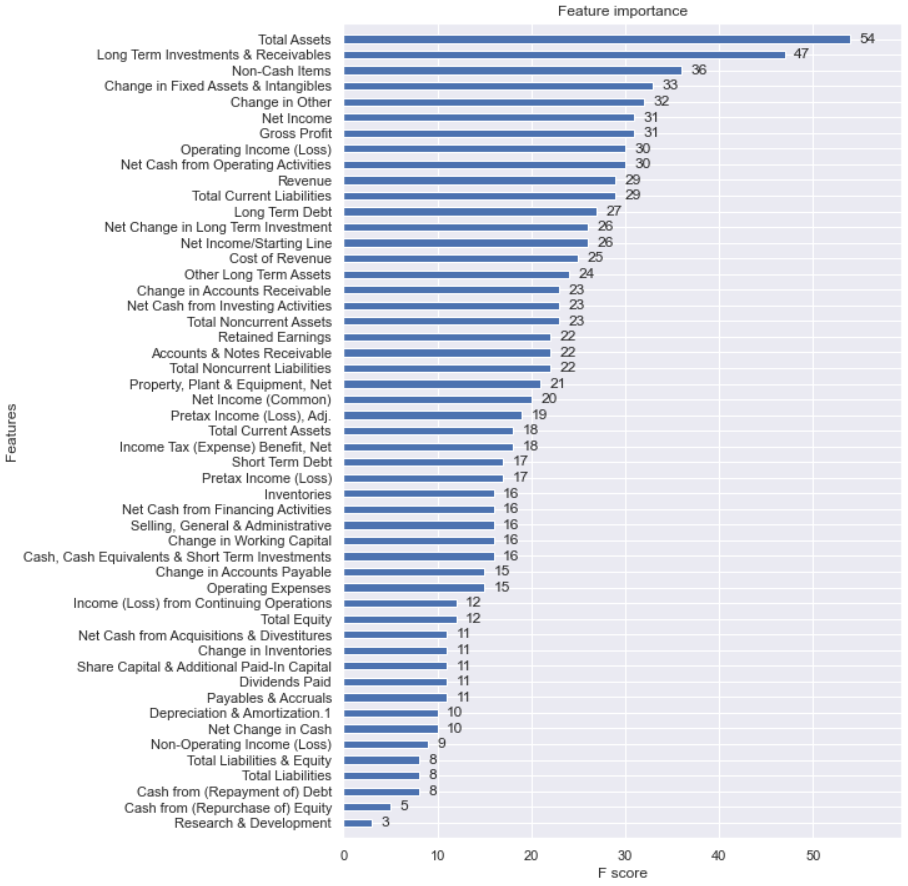 Feature importance
Features
Total Assets 54
Long Term Investments & Receivables 47
Non-Cash Items 36
Change in Fixed Assets & Intangibles 33
Change in Other 32
Net Income 31
Gross Profit 31
Operating Income (Loss) 30
Net Cash from Operating Activities 30
Revenue 29
Total Current Liabilities 29
Long Term Debt 27
Net Change in Long Term Investment 26
Net Income/Starting Line 26
Cost of Revenue 25
Other Long Term Assets 24
Change in Accounts Receivable 23
Net Cash from Investing Activities 23
Total Noncurrent Assets 23
Retained Earnings 22
Accounts & Notes Receivable 22
Total Noncurrent Liabilities 22
Property, Plant & Equipment, Net 21
Net Income (Common) 20
Pretax Income (Loss), Adj. 19
Total Current Assets 18
Income Tax (Expense) Benefit, Net 18
Short Term Debt 17
Pretax Income (Loss) 17
Inventories 16
Net Cash from Financing Activities 16
Selling, General & Administrative 16
Change in Working Capital 16
Cash, Cash Equivalents & Short Term Investments 16
Change in Accounts Payable 15
Operating Expenses 15
Income (Loss) from Continuing Operations 12
Total Equity 12
Net Cash from Acquisitions & Divestitures 11
Change in Inventories 11
Share Capital & Additional Paid-In Capital 11
Dividends Paid 11
Payables & Accruals 11
Depreciation & Amortization.1 10
Net Change in Cash 10
Non-Operating Income (Loss) 9
Total Liabilities & Equity 8
Total Liabilities 8
Cash from (Repayment of) Debt 8
Cash from (Repurchase of) Equity 5
Research & Development 3
0 10 20 30 40 50
F score